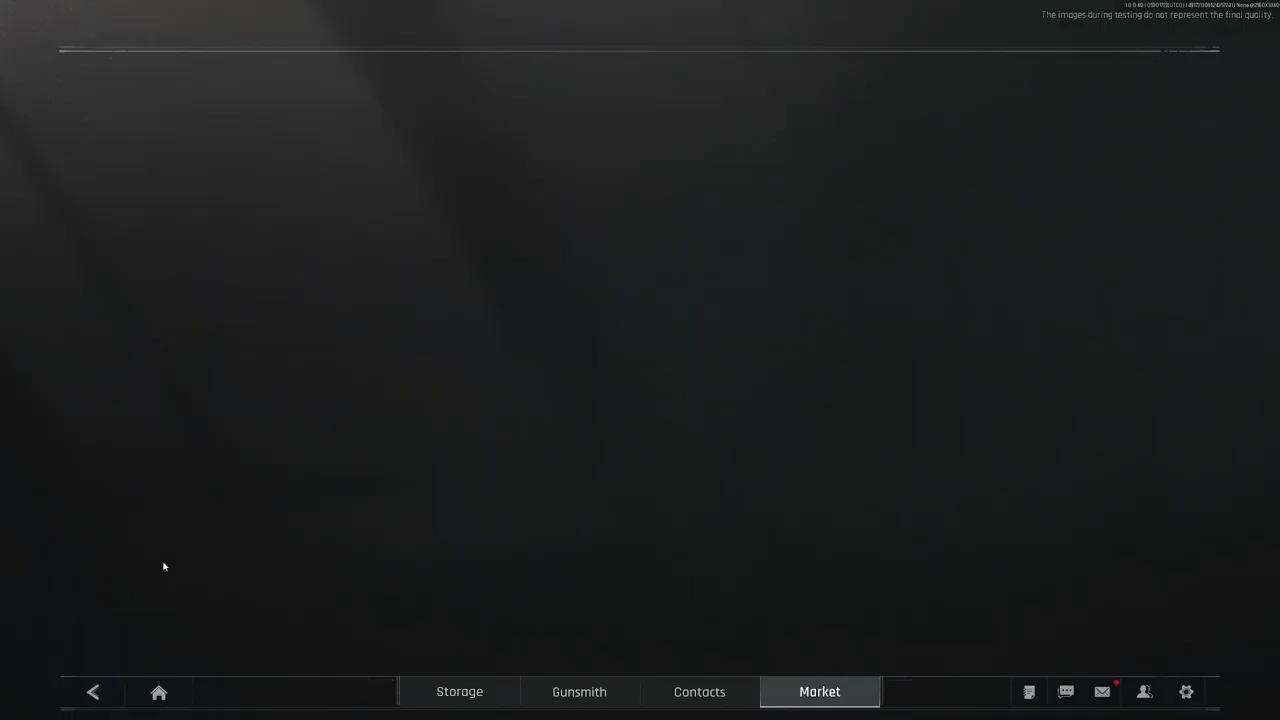 The images during testing do not represent the final quality
Storage
Gunsmith
Contacts
Market